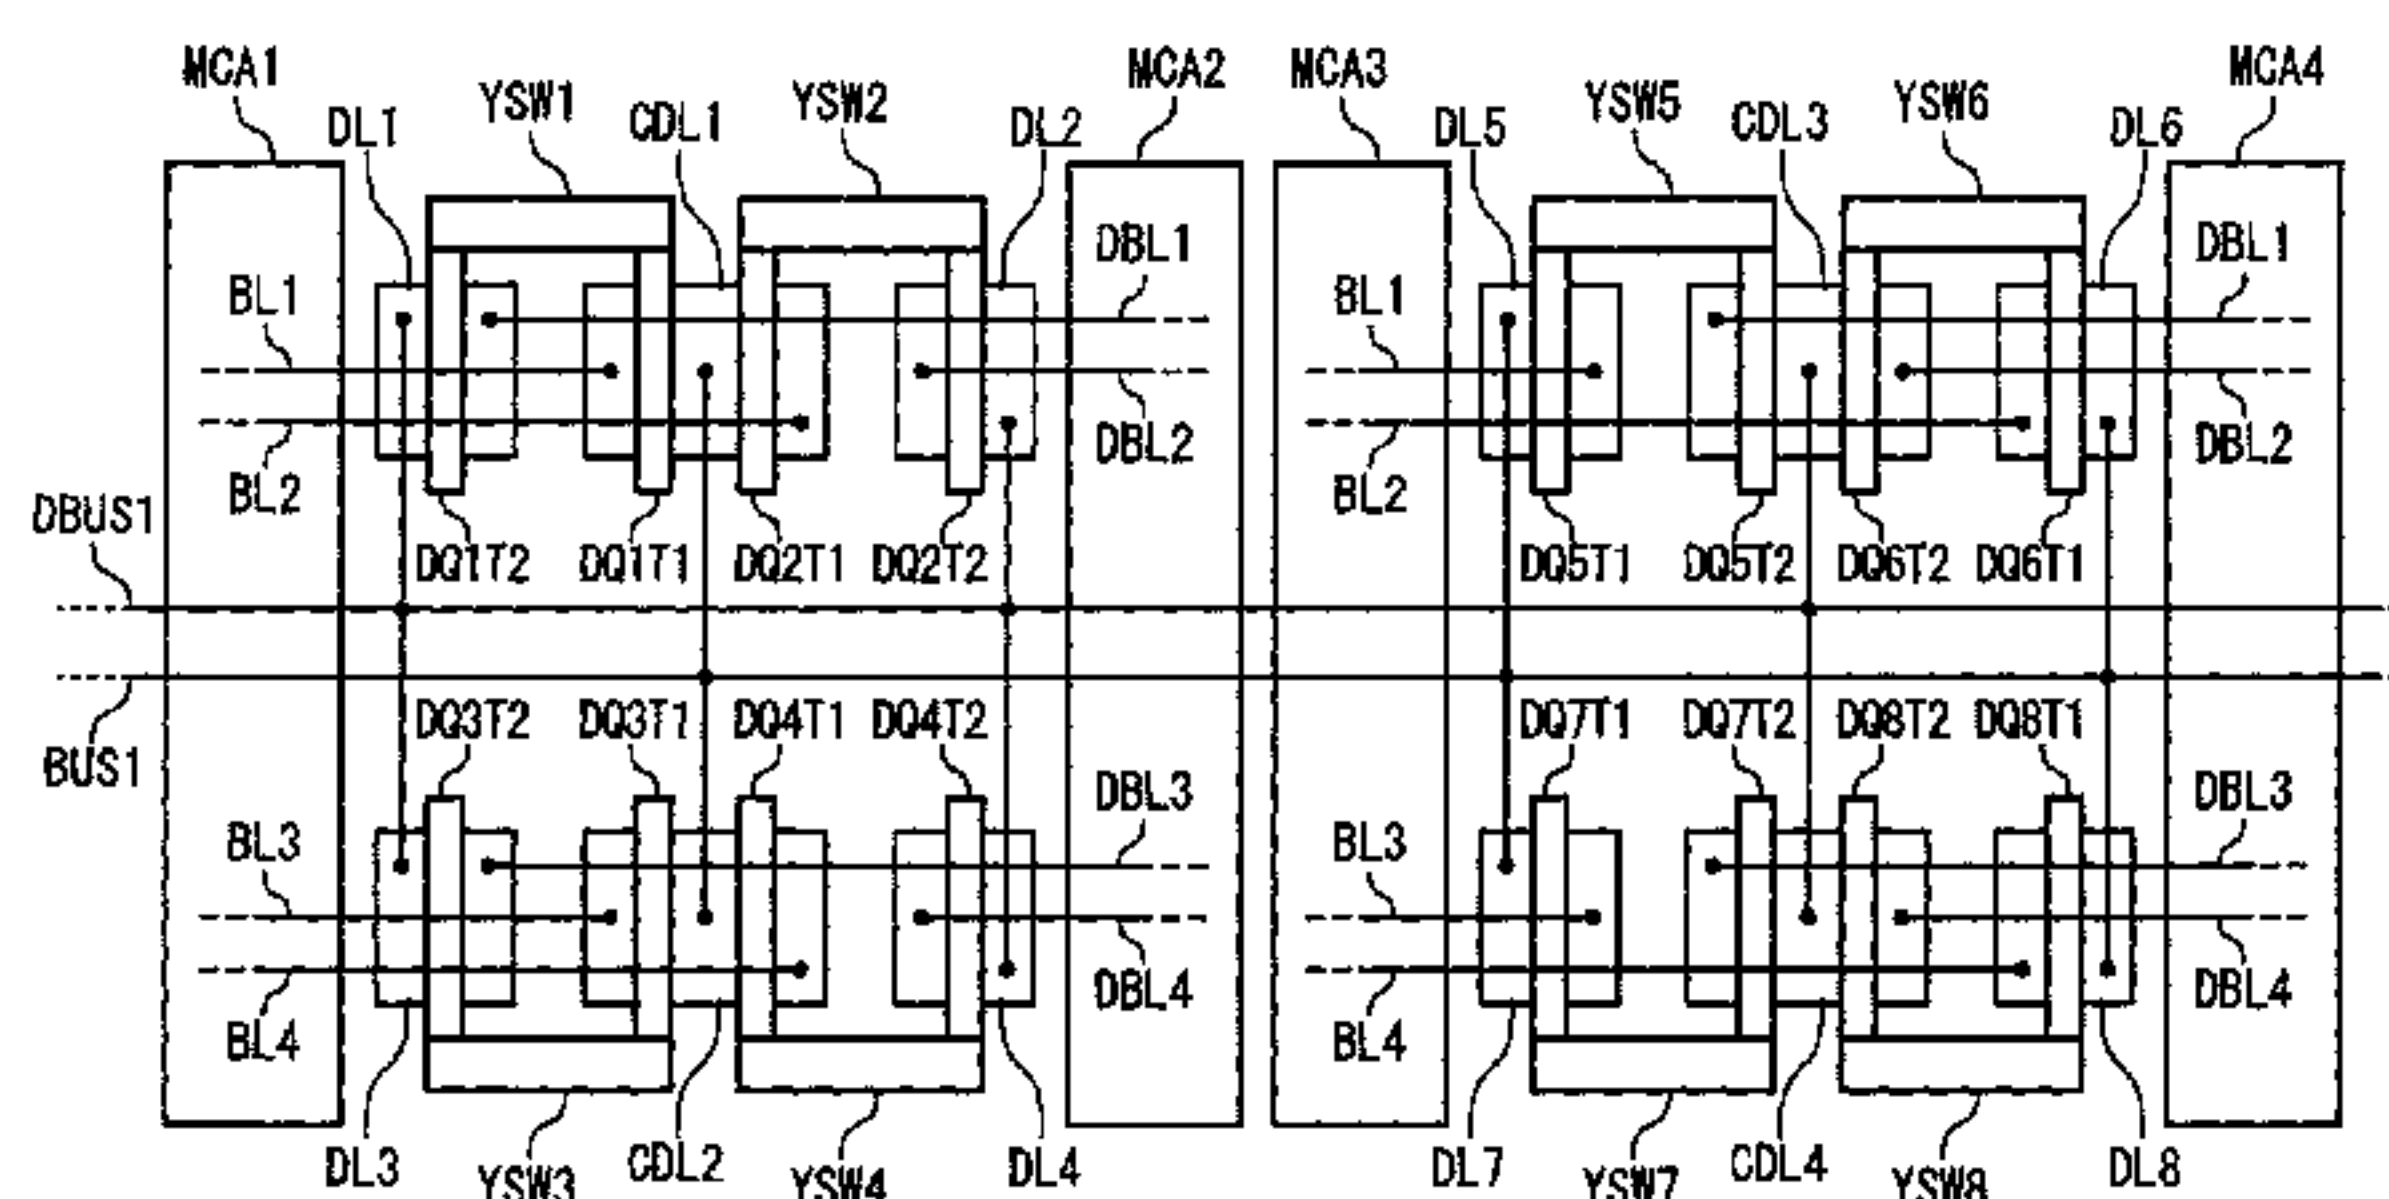 MCA1 MCA2 MCA3 MCA4
DL1 YSW1 CDL1 YSW2 DL2 DL5 YSW5 CDL3 YSW6 DL6
DBL1 DBL1
BL1 BL1
DBL2 DBL2
BL2 BL2
DBUS1
DQ1T2 DQ1T1 DQ2T1 DQ2T2 DQ5T1 DQ5T2 DQ6T2 DQ6T1
DQ3T2 DQ3T1 DQ4T1 DQ4T2 DQ7T1 DQ7T2 DQ8T2 DQ8T1
BUS1
DBL3 DBL3
BL3 BL3
DBL4 DBL4
BL4 BL4
DL3 YSW3 CDL2 YSW4 DL4 DL7 YSW7 CDL4 YSW8 DL8